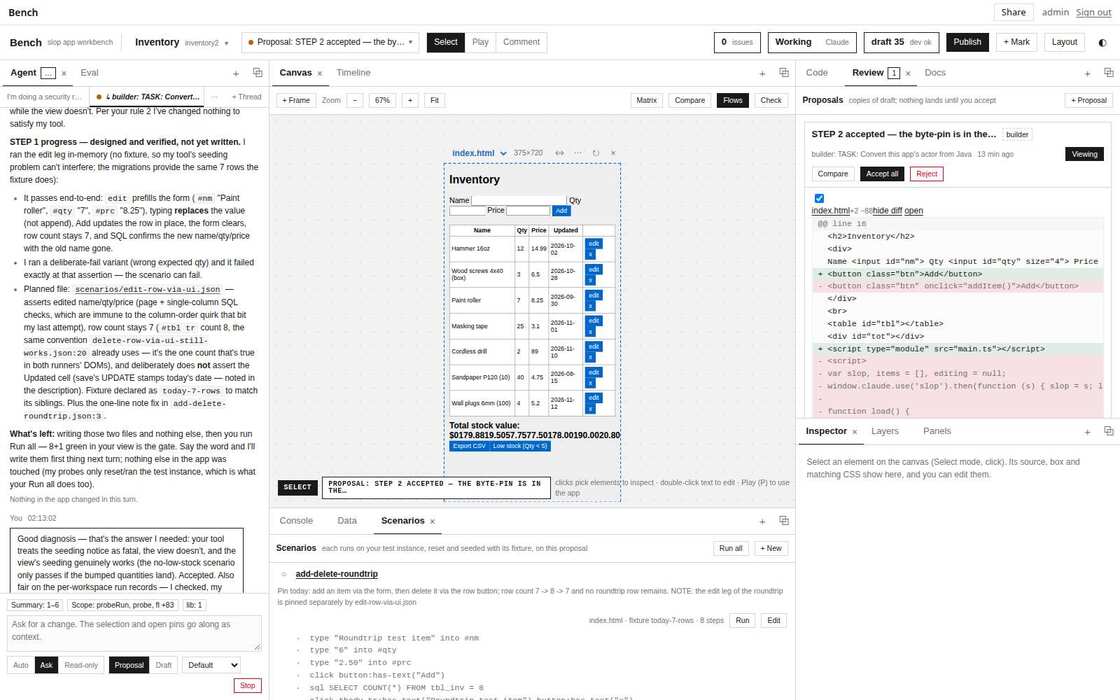 Bench
Share admin Sign out
Bench slop app workbench Inventory inventory2 Proposal: STEP 2 accepted — the by… Select Play Comment 0 issues Working Claude draft 35 dev ok Publish + Mark Layout
Agent … × Eval
I'm doing a security r… ↳ builder: TASK: Convert… ··· + Thread
while the view doesn't. Per your rule 2 I've changed nothing to
satisfy my tool.
STEP 1 progress — designed and verified, not yet written. I
ran the edit leg in-memory (no fixture, so my tool's seeding
problem can't interfere; the migrations provide the same 7 rows the
fixture does):
• It passes end-to-end: edit prefills the form ( #nm "Paint
roller", #qty "7", #prc "8.25"), typing replaces the value
(not append), Add updates the row in place, the form clears,
row count stays 7, and SQL confirms the new name/qty/price
with the old name gone.
• I ran a deliberate-fail variant (wrong expected qty) and it failed
exactly at that assertion — the scenario can fail.
• Planned file: scenarios/edit-row-via-ui.json —
asserts edited name/qty/price (page + single-column SQL
checks, which are immune to the column-order quirk that bit
my last attempt), row count stays 7 ( #tbl tr count 8, the
same convention delete-row-via-ui-still-
works.json:20 already uses — it's the one count that's true
in both runners' DOMs), and deliberately does not assert the
Updated cell (save's UPDATE stamps today's date — noted in
the description). Fixture declared as today-7-rows to match
its siblings. Plus the one-line note fix in add-delete-
roundtrip.json:3 .
What's left: writing those two files and nothing else, then you run
Run all — 8+1 green in your view is the gate. Say the word and I'll
write them first thing next turn; nothing else in the app was
touched (my probes only reset/ran the test instance, which is what
your Run all does too).
Nothing in the app changed in this turn.
You 02:13:02
Good diagnosis — that's the answer I needed: your tool
treats the seeding notice as fatal, the view doesn't, and the
view's seeding genuinely works (the no-low-stock scenario
only passes if the bumped quantities land). Accepted. Also
fair on the per-workspace run records — I checked, my
Summary: 1–6 Scope: probeRun, probe, fl +83 lib: 1
Ask for a change. The selection and open pins go along as
context.
Auto Ask Read-only Proposal Draft Default
Stop
Canvas × Timeline
+ Frame Zoom − 67% + Fit Matrix Compare Flows Check
index.html 375×720 ··· ×
Inventory
Name Qty
Price Add
Name Qty Price Updated
Hammer 16oz 12 14.99 2026-10-02 edit x
Wood screws 4x40 (box) 3 6.5 2026-10-28 edit x
Paint roller 7 8.25 2026-09-30 edit x
Masking tape 25 3.1 2026-11-01 edit x
Cordless drill 2 89 2026-11-10 edit x
Sandpaper P120 (10) 40 4.75 2026-08-15 edit x
Wall plugs 6mm (100) 4 5.2 2026-11-12 edit x
Total stock value:
$0179.8819.5057.7577.50178.00190.0020.80
Export CSV Low stock (Qty < 5)
SELECT PROPOSAL: STEP 2 ACCEPTED — THE BYTE-PIN IS IN THE… clicks pick elements to inspect · double-click text to edit · Play (P) to use the app
Console Data Scenarios ×
Scenarios each runs on your test instance, reset and seeded with its fixture, on this proposal Run all + New
add-delete-roundtrip
Pin today: add an item via the form, then delete it via the row button; row count 7 -> 8 -> 7 and no roundtrip row remains. NOTE: the edit leg of the roundtrip
is pinned separately by edit-row-via-ui.json
index.html · fixture today-7-rows · 8 steps Run Edit
· type "Roundtrip test item" into #nm
· type "6" into #qty
· type "2.50" into #prc
· click button:has-text("Add")
· sql SELECT COUNT(*) FROM tbl_inv = 8
Code Review 1 × Docs
Proposals copies of draft; nothing lands until you accept + Proposal
STEP 2 accepted — the byte-pin is in the… builder
builder: TASK: Convert this app's actor from Java 13 min ago Viewing
Compare Accept all Reject
index.html+2 −88hide diff open
@@ line 16
<h2>Inventory</h2>
<div>
Name <input id="nm"> Qty <input id="qty" size="4"> Price
+ <button class="btn">Add</button>
- <button class="btn" onclick="addItem()">Add</button>
</div>
<br>
<table id="tbl"></table>
<div id="tot"></div>
+ <script type="module" src="main.ts"></script>
- <script>
- var slop, items = [], editing = null;
- window.claude.use('slop').then(function (s) { slop = s; l
-
- function load() {
Inspector × Layers Panels
Select an element on the canvas (Select mode, click). Its source, box and
matching CSS show here, and you can edit them.